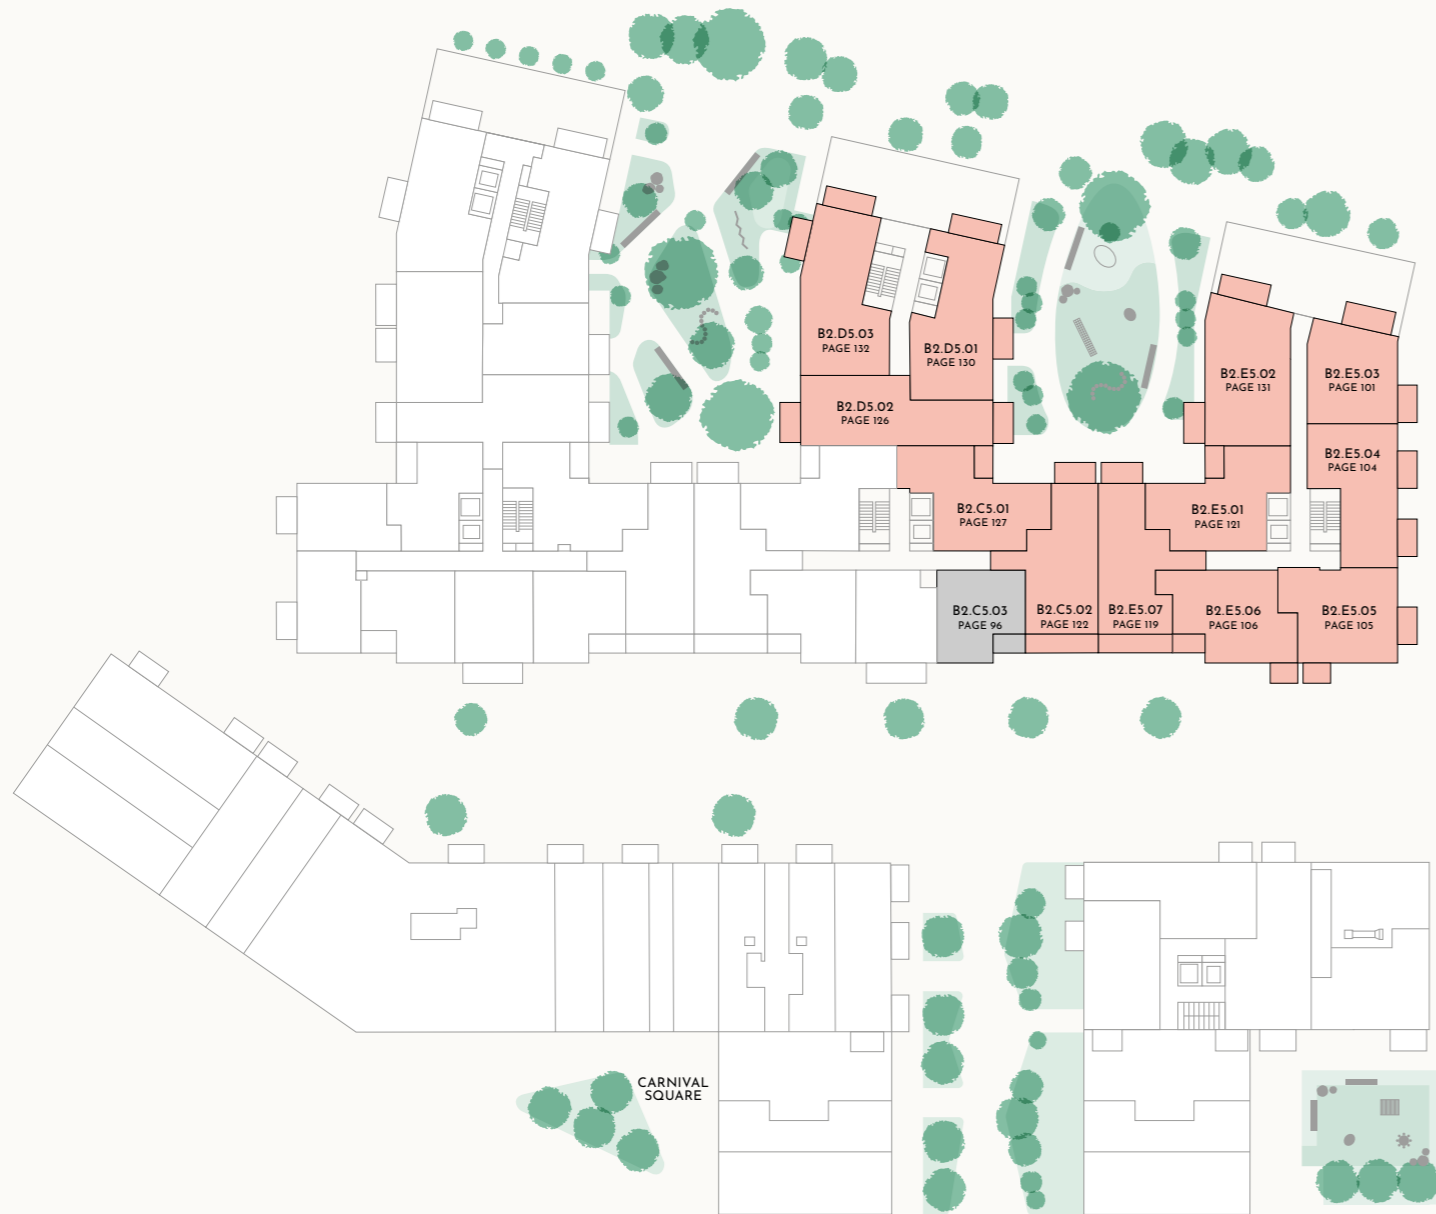 B2.D5.03
PAGE 132
B2.D5.01
PAGE 130
B2.D5.02
PAGE 126
B2.E5.02
PAGE 131
B2.E5.03
PAGE 101
B2.E5.04
PAGE 104
B2.C5.01
PAGE 127
B2.E5.01
PAGE 121
B2.C5.03
PAGE 96
B2.C5.02
PAGE 122
B2.E5.07
PAGE 119
B2.E5.06
PAGE 106
B2.E5.05
PAGE 105
CARNIVAL
SQUARE